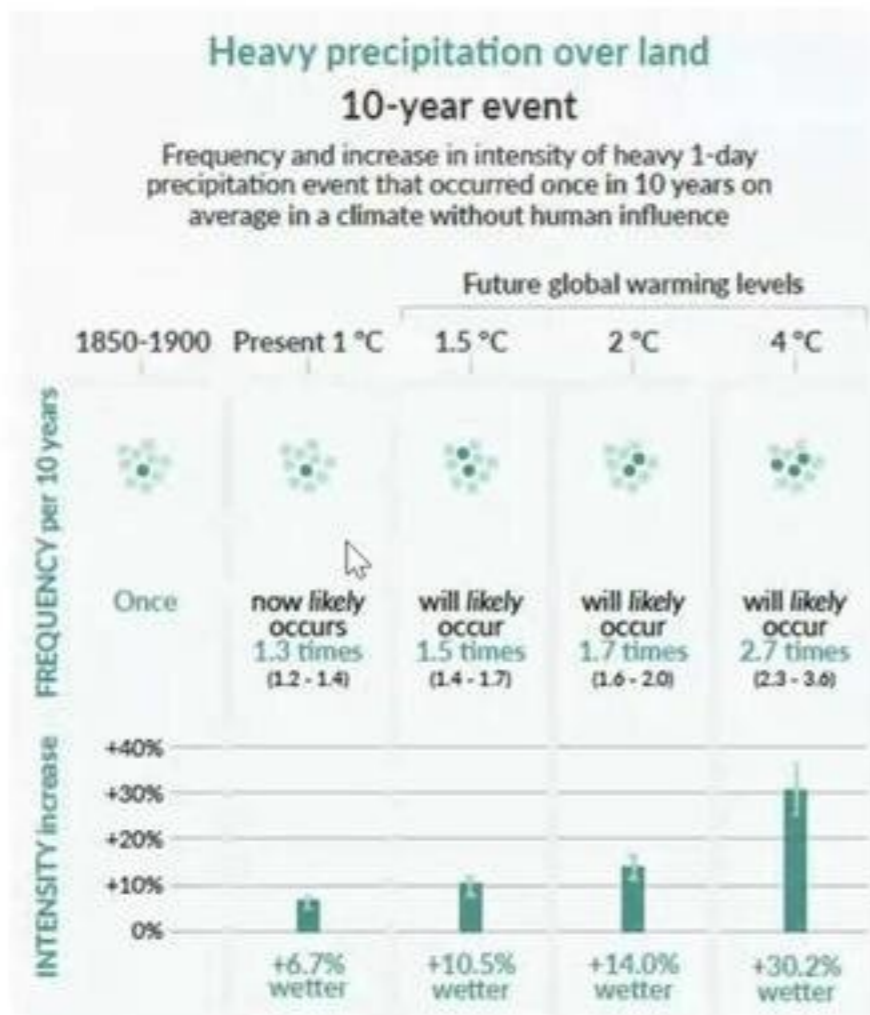 Heavy precipitation over land
10-year event
Frequency and increase in intensity of heavy 1-day
precipitation event that occurred once in 10 years on
average in a climate without human influence
Future global warming levels
1850-1900 Present 1 °C 1.5 °C 2 °C 4 °C
FREQUENCY per 10 years
Once
now likely
occurs
1.3 times
(1.2 - 1.4)
will likely
occur
1.5 times
(1.4 - 1.7)
will likely
occur
1.7 times
(1.6 - 2.0)
will likely
occur
2.7 times
(2.3 - 3.6)
INTENSITY increase
+40%
+30%
+20%
+10%
0%
+6.7%
wetter
+10.5%
wetter
+14.0%
wetter
+30.2%
wetter